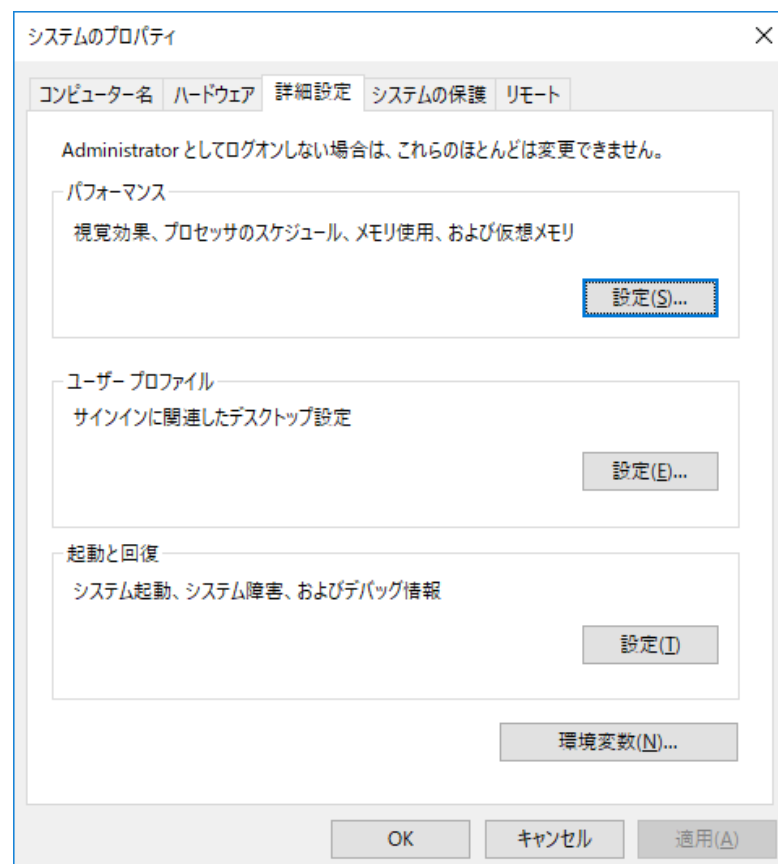 システムのプロパティ
コンピューター名 ハードウェア 詳細設定 システムの保護 リモート
Administrator としてログオンしない場合は、これらのほとんどは変更できません。
パフォーマンス
視覚効果、プロセッサのスケジュール、メモリ使用、および仮想メモリ
設定(S)...
ユーザー プロファイル
サインインに関連したデスクトップ設定
設定(E)...
起動と回復
システム起動、システム障害、およびデバッグ情報
設定(T)
環境変数(N)...
OK キャンセル 適用(A)